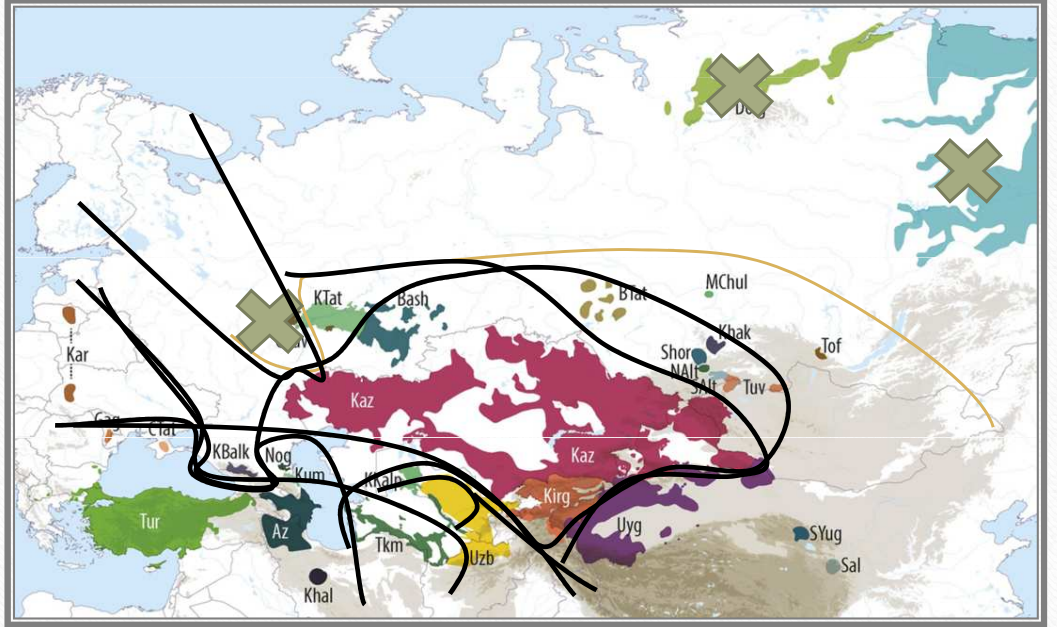 KTat
Bash
BTat
MChul
Khak
Tof
Shor
NAlt
SAlt
Tuv
Kar
Kaz
Kaz
KBalk
Nog
Kum
KKalp
Kirg
Tur
Az
Tkm
Uzb
Uyg
SYug
Sal
Khal